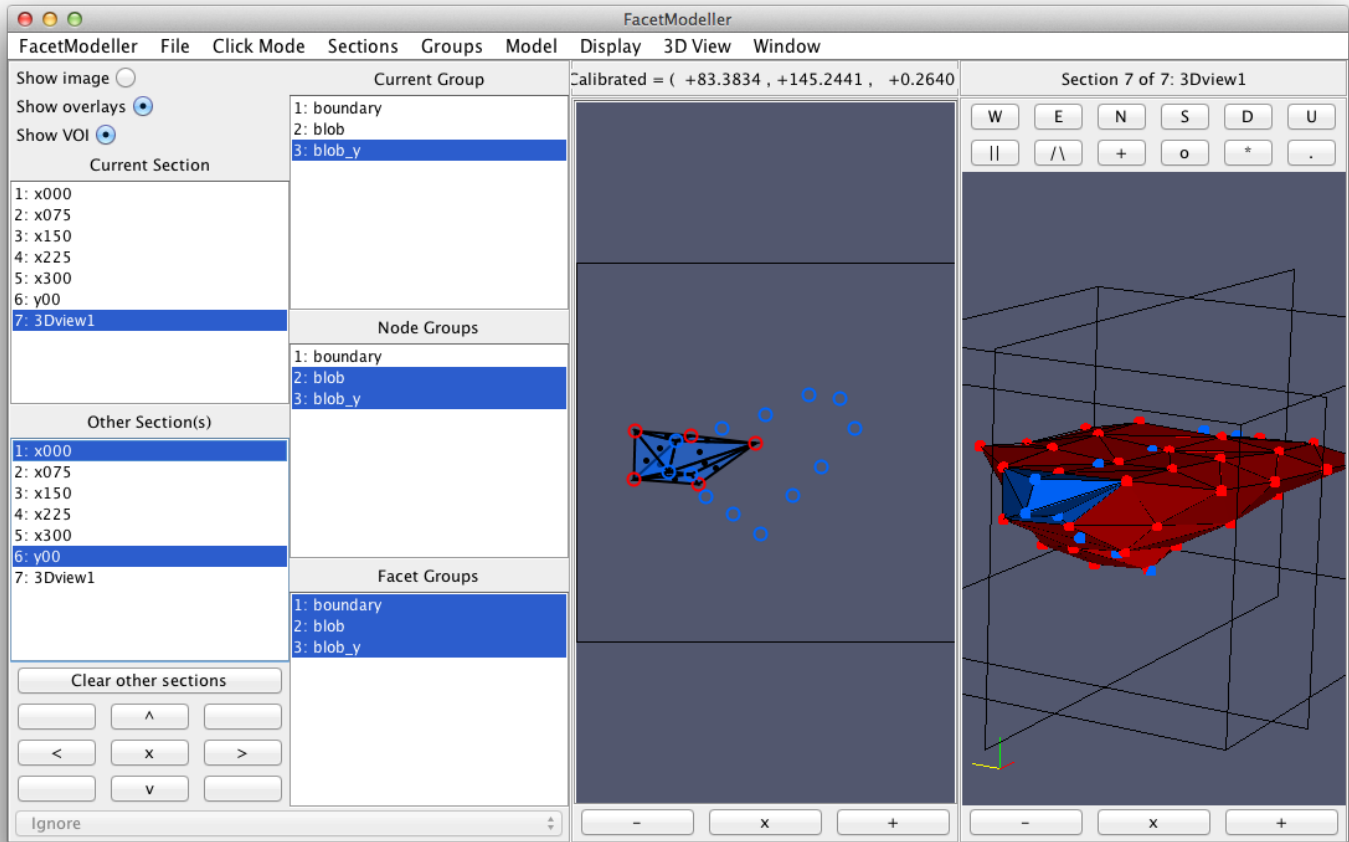 FacetModeller
FacetModeller File Click Mode Sections Groups Model Display 3D View Window
Show image
Show overlays
Show VOI
Current Section
1: x000
2: x075
3: x150
4: x225
5: x300
6: y00
7: 3Dview1
Other Section(s)
1: x000
2: x075
3: x150
4: x225
5: x300
6: y00
7: 3Dview1
Clear other sections
^
< x >
v
Ignore
Current Group
1: boundary
2: blob
3: blob_y
Node Groups
1: boundary
2: blob
3: blob_y
Facet Groups
1: boundary
2: blob
3: blob_y
Calibrated = ( +83.3834 , +145.2441 , +0.2640
- x +
Section 7 of 7: 3Dview1
W E N S D U
|| /\ + o * .
- x +